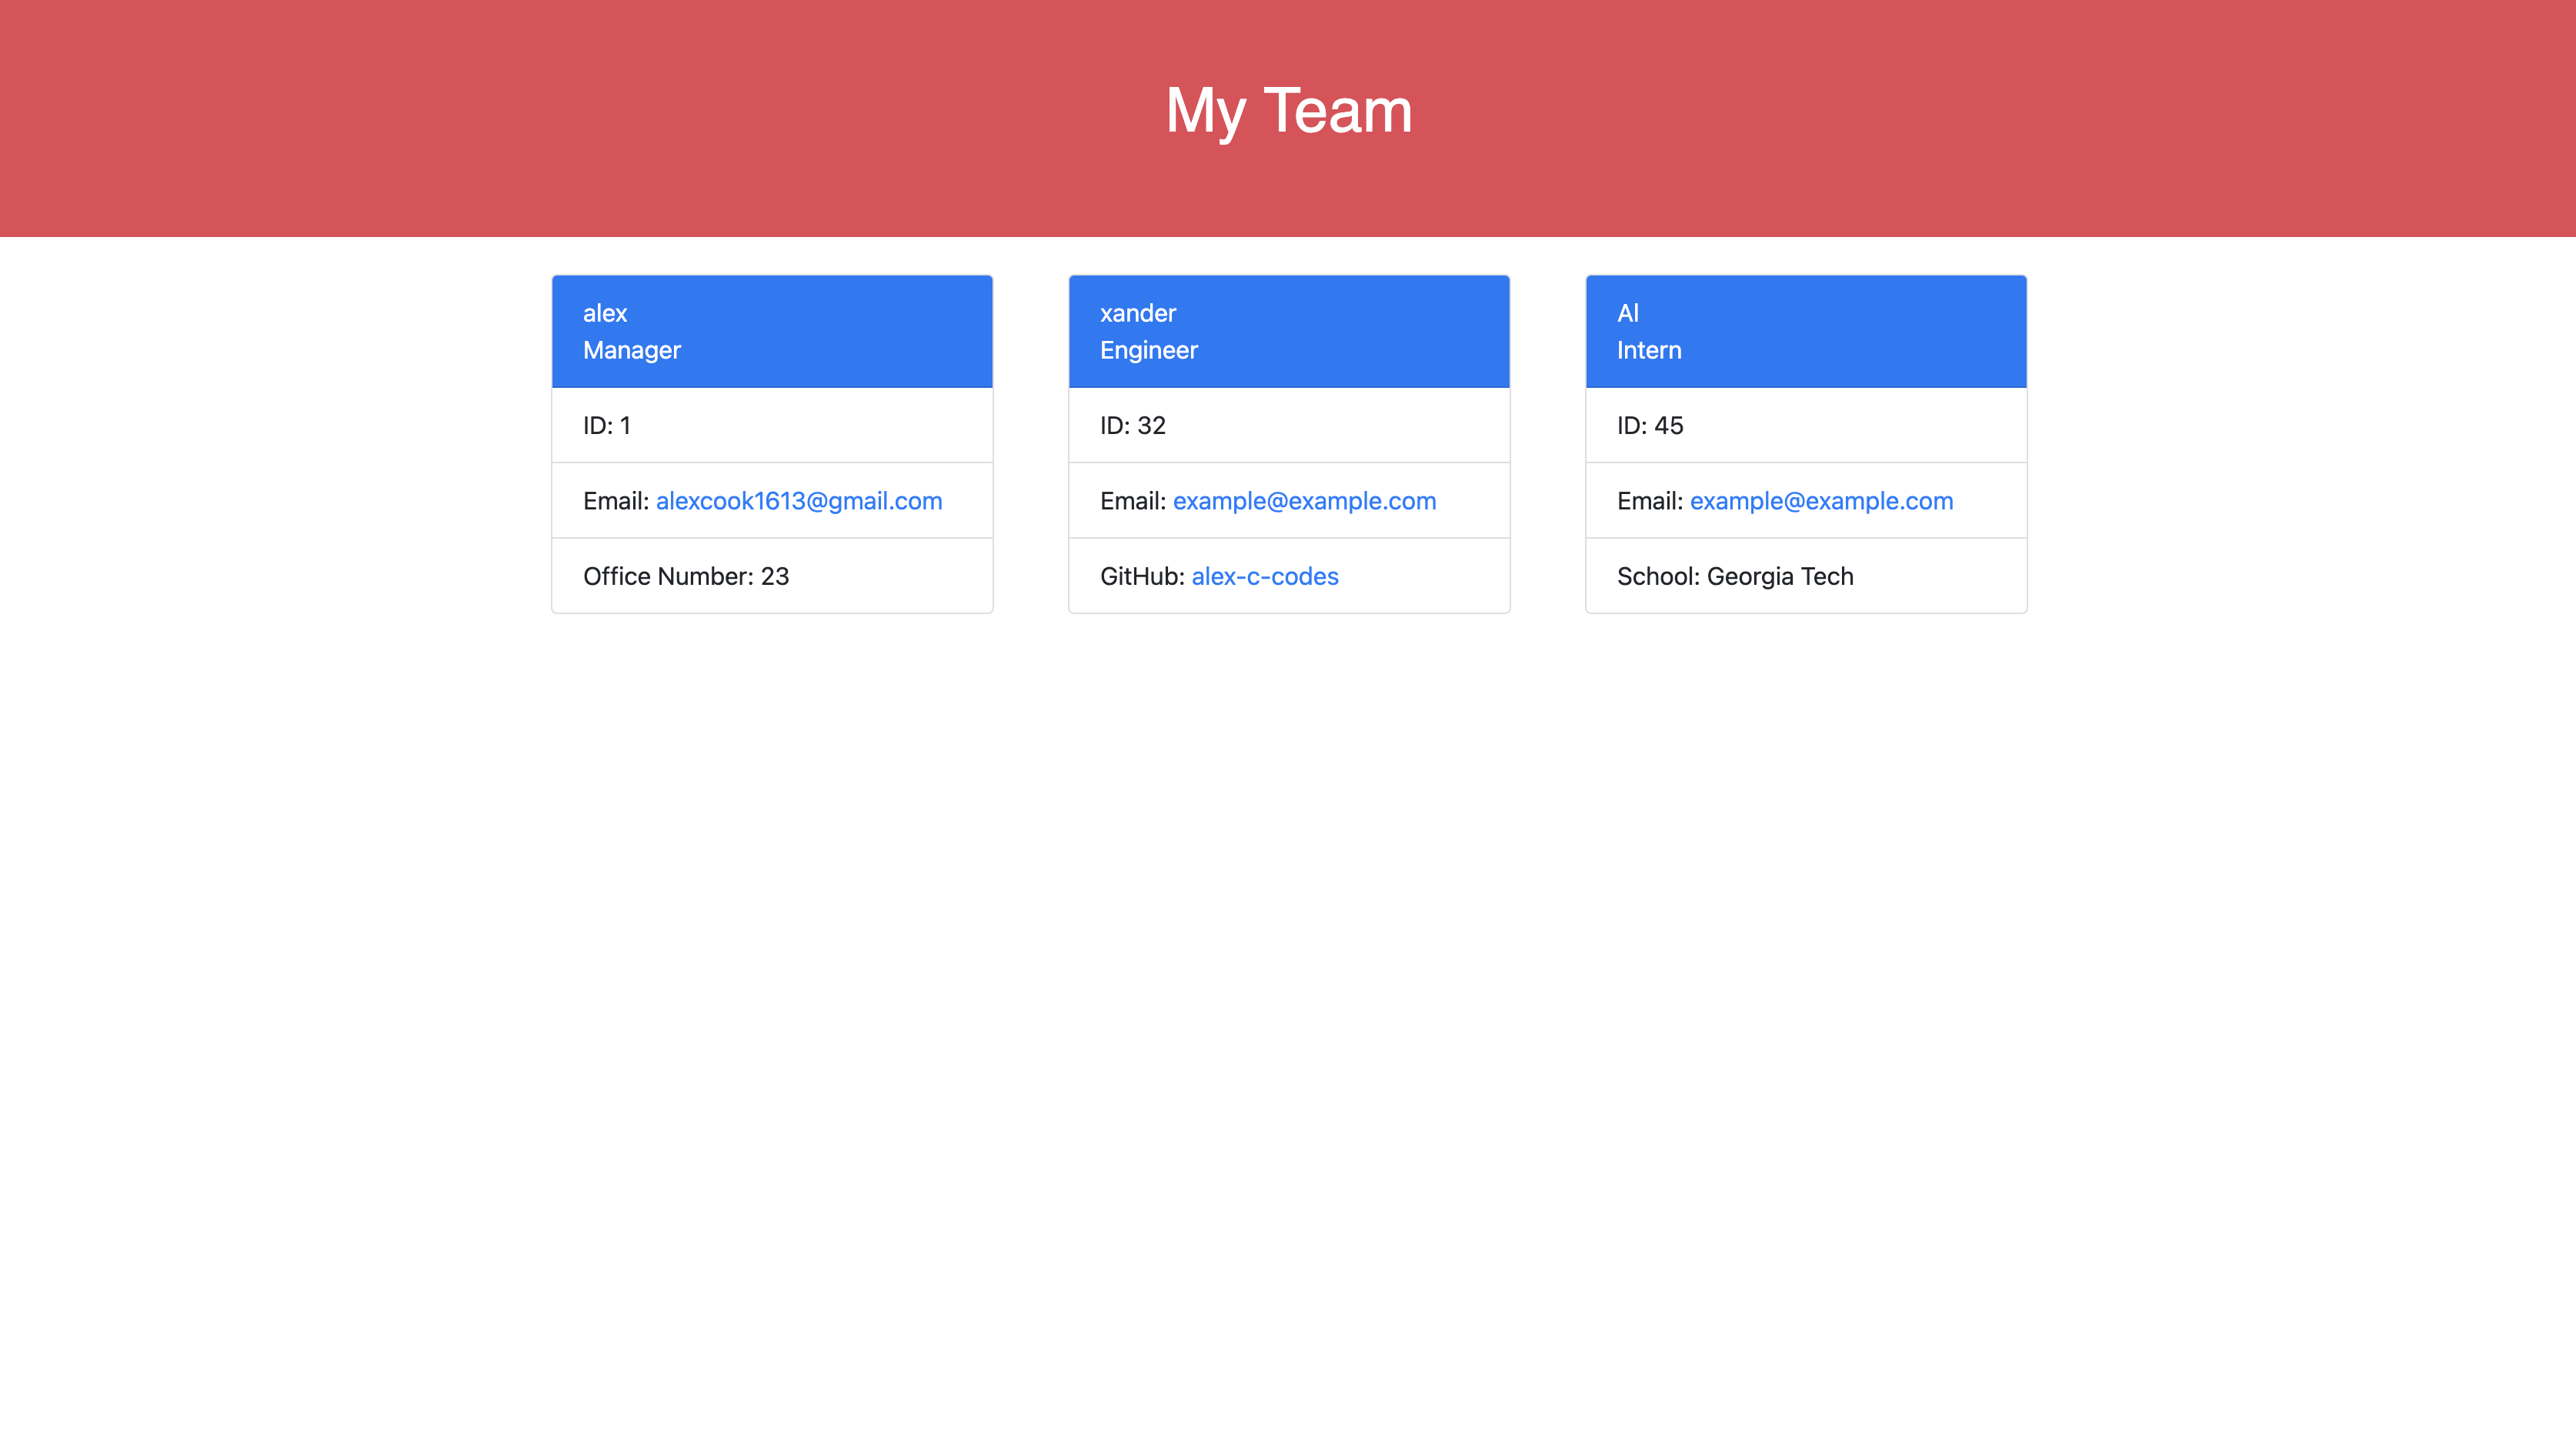 My Team
alex
Manager
ID: 1
Email: alexcook1613@gmail.com
Office Number: 23
xander
Engineer
ID: 32
Email: example@example.com
GitHub: alex-c-codes
Al
Intern
ID: 45
Email: example@example.com
School: Georgia Tech